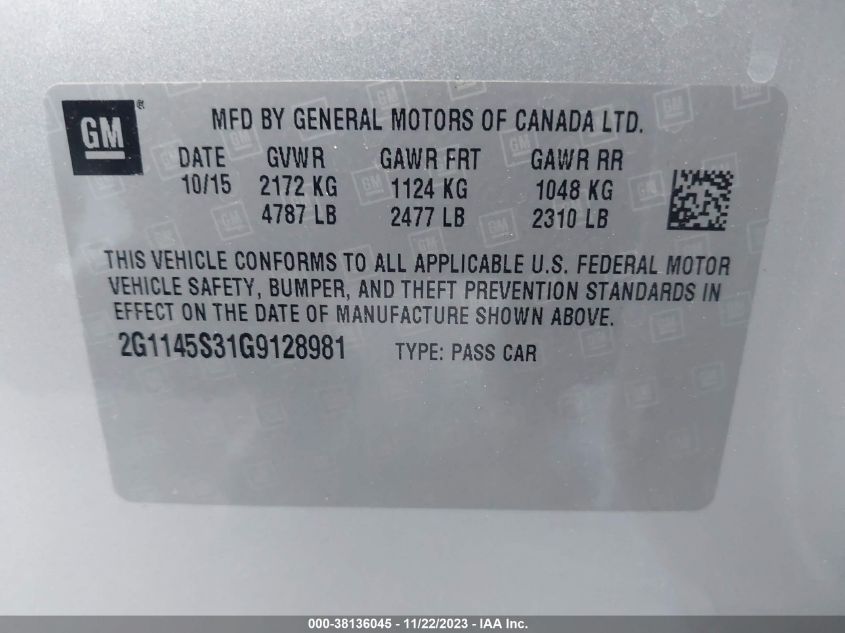 GM ®
MFD BY GENERAL MOTORS OF CANADA LTD.
DATE GVWR GAWR FRT GAWR RR
10/15 2172 KG 1124 KG 1048 KG
4787 LB 2477 LB 2310 LB
THIS VEHICLE CONFORMS TO ALL APPLICABLE U.S. FEDERAL MOTOR
VEHICLE SAFETY, BUMPER, AND THEFT PREVENTION STANDARDS IN
EFFECT ON THE DATE OF MANUFACTURE SHOWN ABOVE.
2G1145S31G9128981 TYPE: PASS CAR
000-38136045 - 11/22/2023 - IAA Inc.